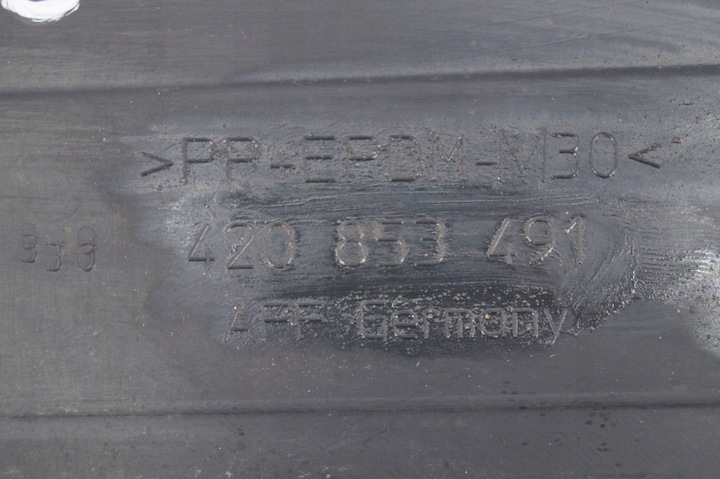 >PP+EPDM-M30<
420 853 491
Germany